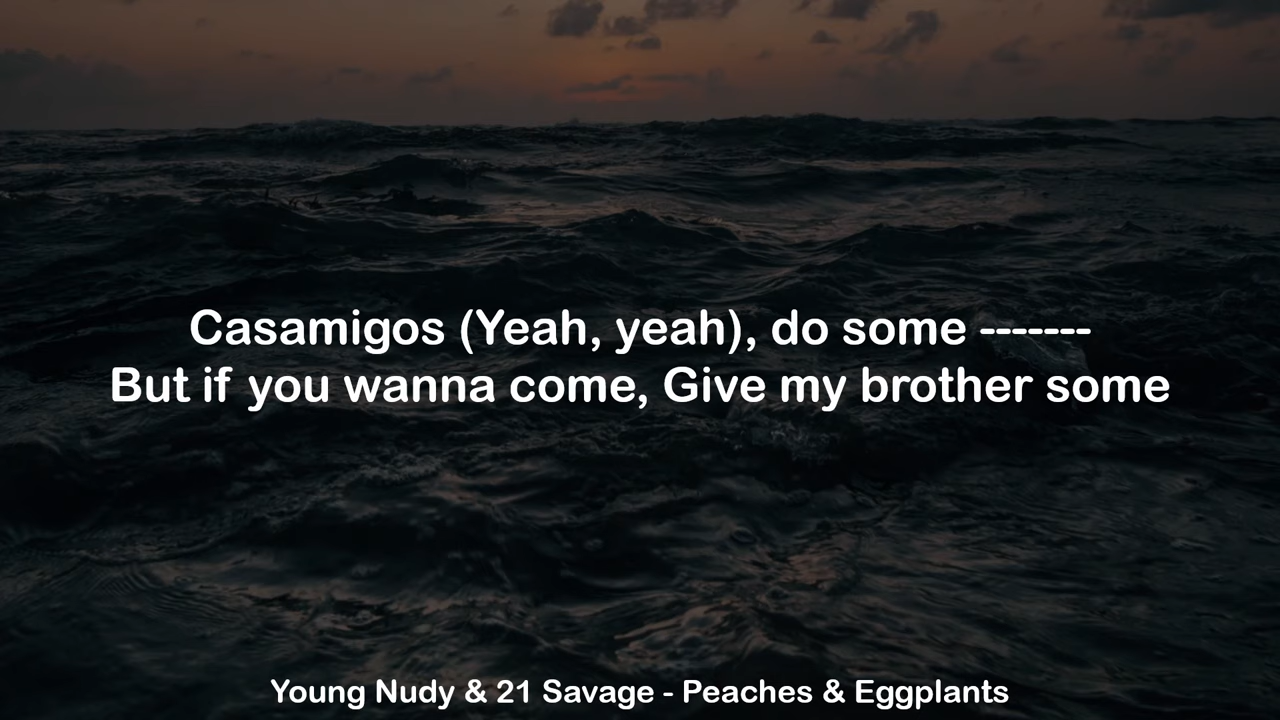 Casamigos (Yeah, yeah), do some -------
But if you wanna come, Give my brother some
Young Nudy & 21 Savage - Peaches & Eggplants